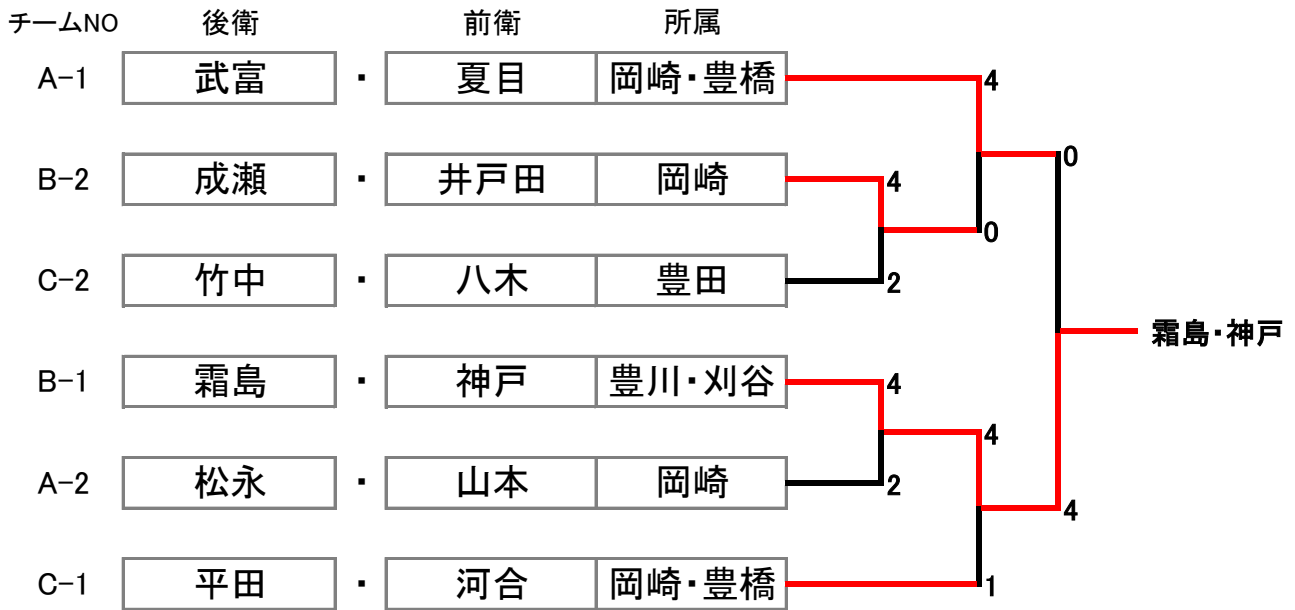 チームNO 後衛 前衛 所属
A-1 武富 ・ 夏目 岡崎・豊橋 4
0
B-2 成瀬 ・ 井戸田 岡崎 4
0
C-2 竹中 ・ 八木 豊田 2
霜島・神戸
B-1 霜島 ・ 神戸 豊川・刈谷 4
4
A-2 松永 ・ 山本 岡崎 2
4
C-1 平田 ・ 河合 岡崎・豊橋 1